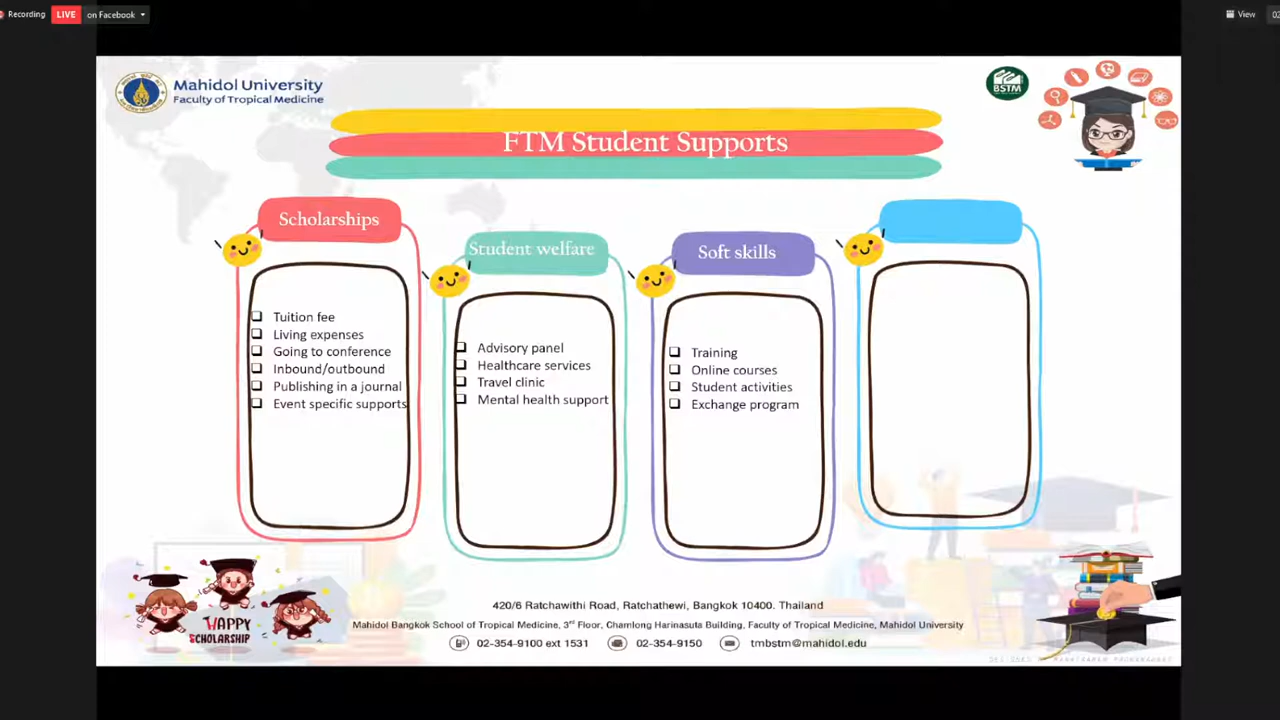 Recording
LIVE on Facebook
View
02
Mahidol University
Faculty of Tropical Medicine
BSTM
FTM Student Supports
Scholarships
Tuition fee
Living expenses
Going to conference
Inbound/outbound
Publishing in a journal
Event specific supports
Student welfare
Advisory panel
Healthcare services
Travel clinic
Mental health support
Soft skills
Training
Online courses
Student activities
Exchange program
HAPPY
SCHOLARSHIP
420/6 Ratchawithi Road, Ratchathewi, Bangkok 10400. Thailand
Mahidol Bangkok School of Tropical Medicine, 3rd Floor, Chamlong Harinasuta Building, Faculty of Tropical Medicine, Mahidol University
02-354-9100 ext 1531 02-354-9150 tmbstm@mahidol.edu